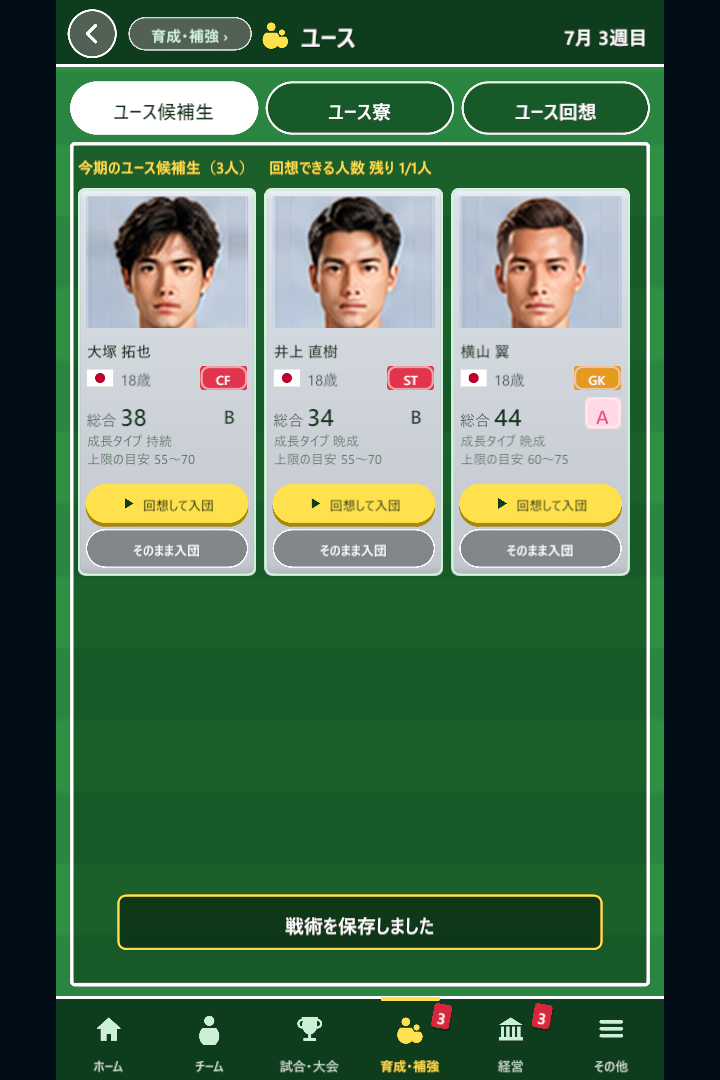 育成・補強 ›
ユース
7月 3週目
ユース候補生
ユース寮
ユース回想
今期のユース候補生（3人）
回想できる人数 残り 1/1人
大塚 拓也
18歳
CF
総合 38
B
成長タイプ 持続
上限の目安 55〜70
回想して入団
そのまま入団
井上 直樹
18歳
ST
総合 34
B
成長タイプ 晩成
上限の目安 55〜70
回想して入団
そのまま入団
横山 翼
18歳
GK
総合 44
A
成長タイプ 晩成
上限の目安 60〜75
回想して入団
そのまま入団
戦術を保存しました
3
3
ホーム
チーム
試合・大会
育成・補強
経営
その他